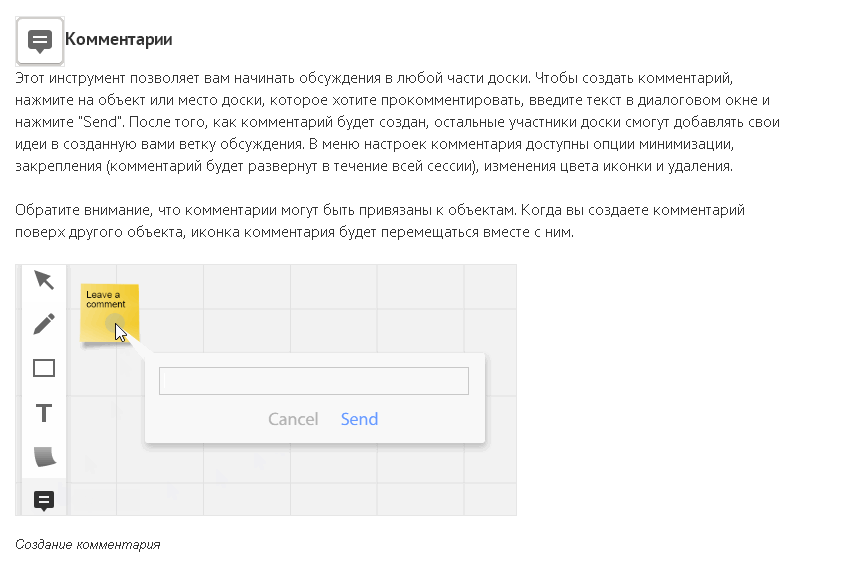 Комментарии
Этот инструмент позволяет вам начинать обсуждения в любой части доски. Чтобы создать комментарий,
нажмите на объект или место доски, которое хотите прокомментировать, введите текст в диалоговом окне и
нажмите "Send". После того, как комментарий будет создан, остальные участники доски смогут добавлять свои
идеи в созданную вами ветку обсуждения. В меню настроек комментария доступны опции минимизации,
закрепления (комментарий будет развернут в течение всей сессии), изменения цвета иконки и удаления.
Обратите внимание, что комментарии могут быть привязаны к объектам. Когда вы создаете комментарий
поверх другого объекта, иконка комментария будет перемещаться вместе с ним.
Leave a
comment
T
Cancel Send
Создание комментария